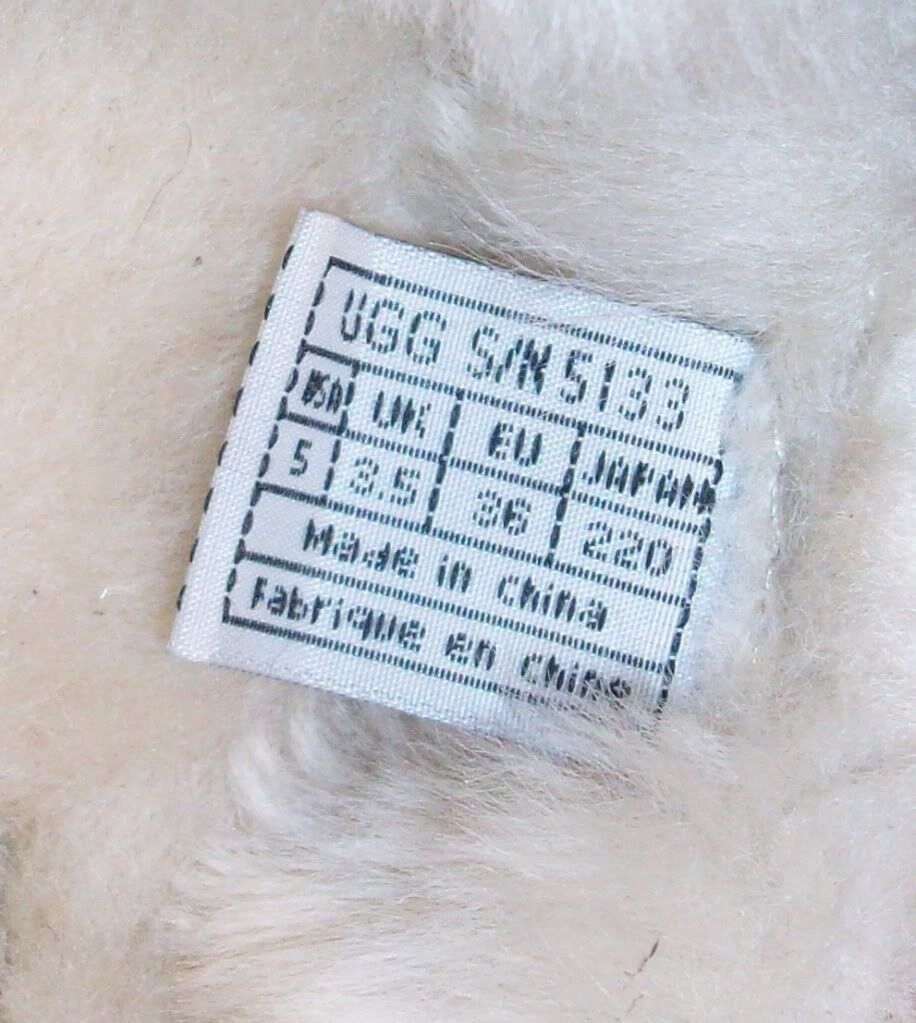 UGG S/N 5133
USA UK EU JAPAN
5 3.5 36 220
Made in china
Fabrique en chine